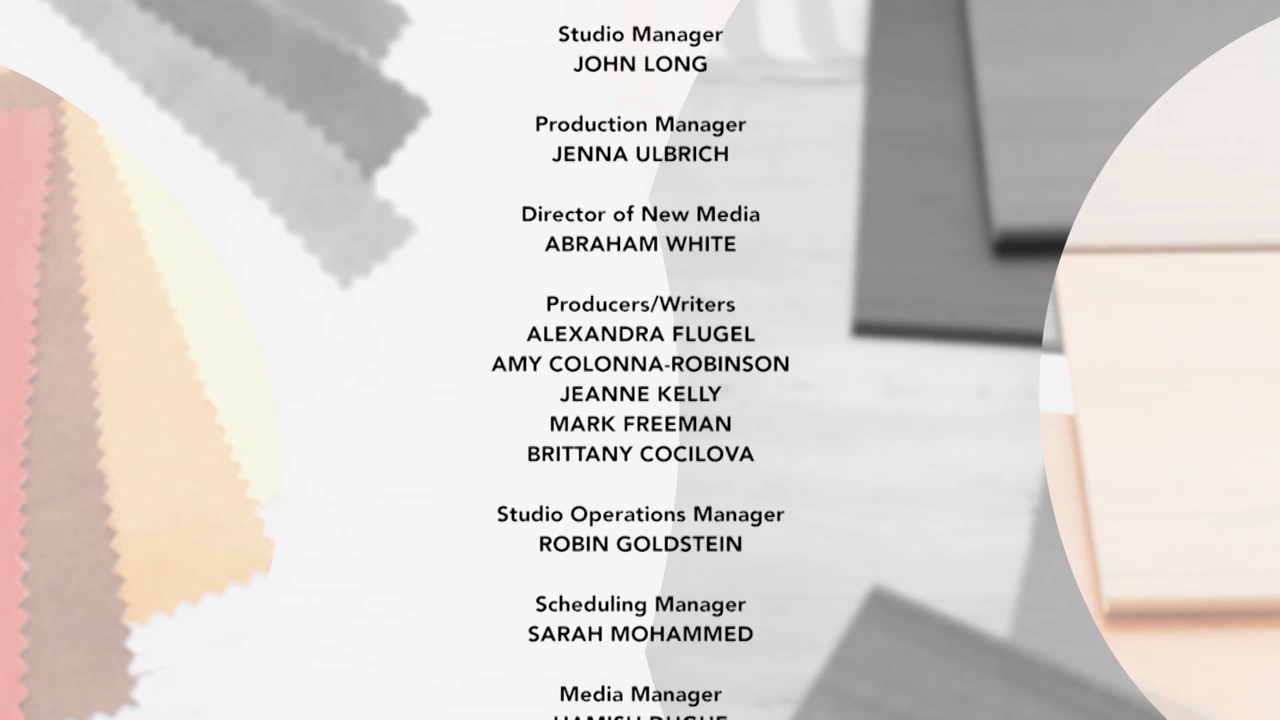 Studio Manager
JOHN LONG
Production Manager
JENNA ULBRICH
Director of New Media
ABRAHAM WHITE
Producers/Writers
ALEXANDRA FLUGEL
AMY COLONNA-ROBINSON
JEANNE KELLY
MARK FREEMAN
BRITTANY COCILOVA
Studio Operations Manager
ROBIN GOLDSTEIN
Scheduling Manager
SARAH MOHAMMED
Media Manager
HAMISH